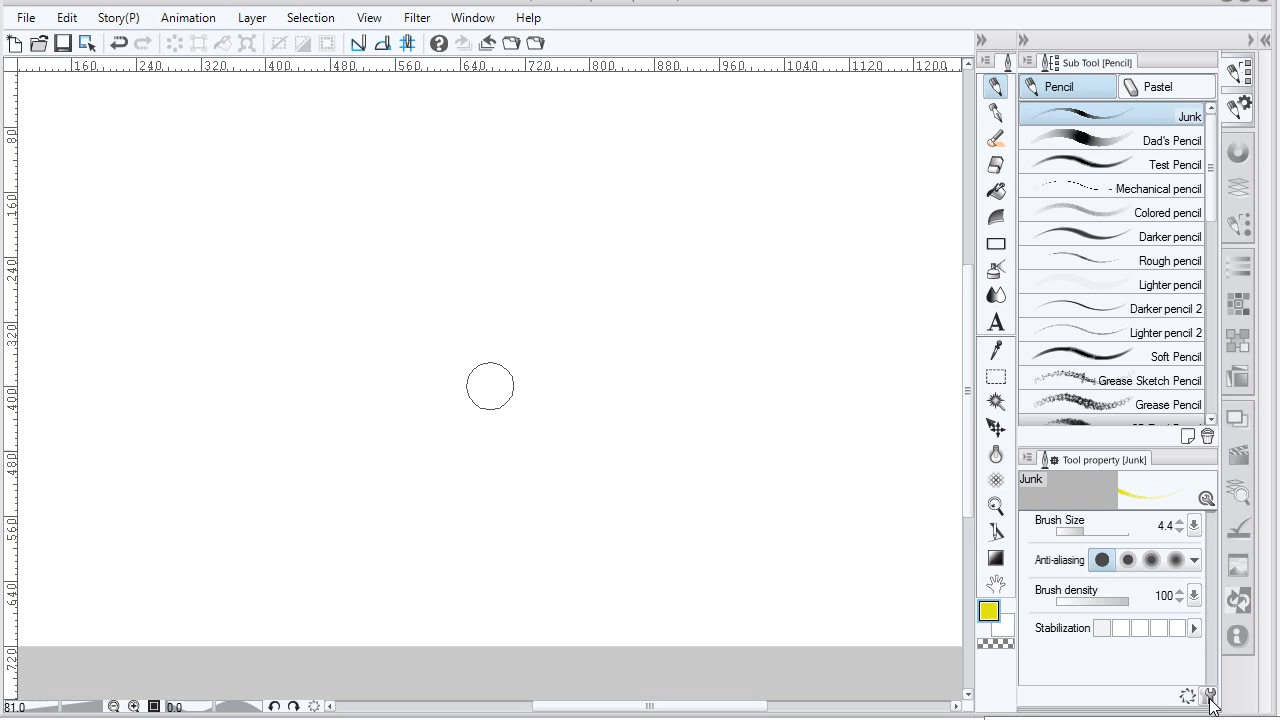 File Edit Story(P) Animation Layer Selection View Filter Window Help
160 240 320 400 480 560 640 720 800 880 960 1040 1120 1200
Sub Tool [Pencil]
Pencil Pastel
Junk
Dad's Pencil
Test Pencil
Mechanical pencil
Colored pencil
Darker pencil
Rough pencil
Lighter pencil
Darker pencil 2
Lighter pencil 2
Soft Pencil
Grease Sketch Pencil
Grease Pencil
A
80
160
240
320
400
480
560
640
720
Tool property [Junk]
Junk
Brush Size 4.4
Anti-aliasing
Brush density 100
Stabilization
81.0 0.0